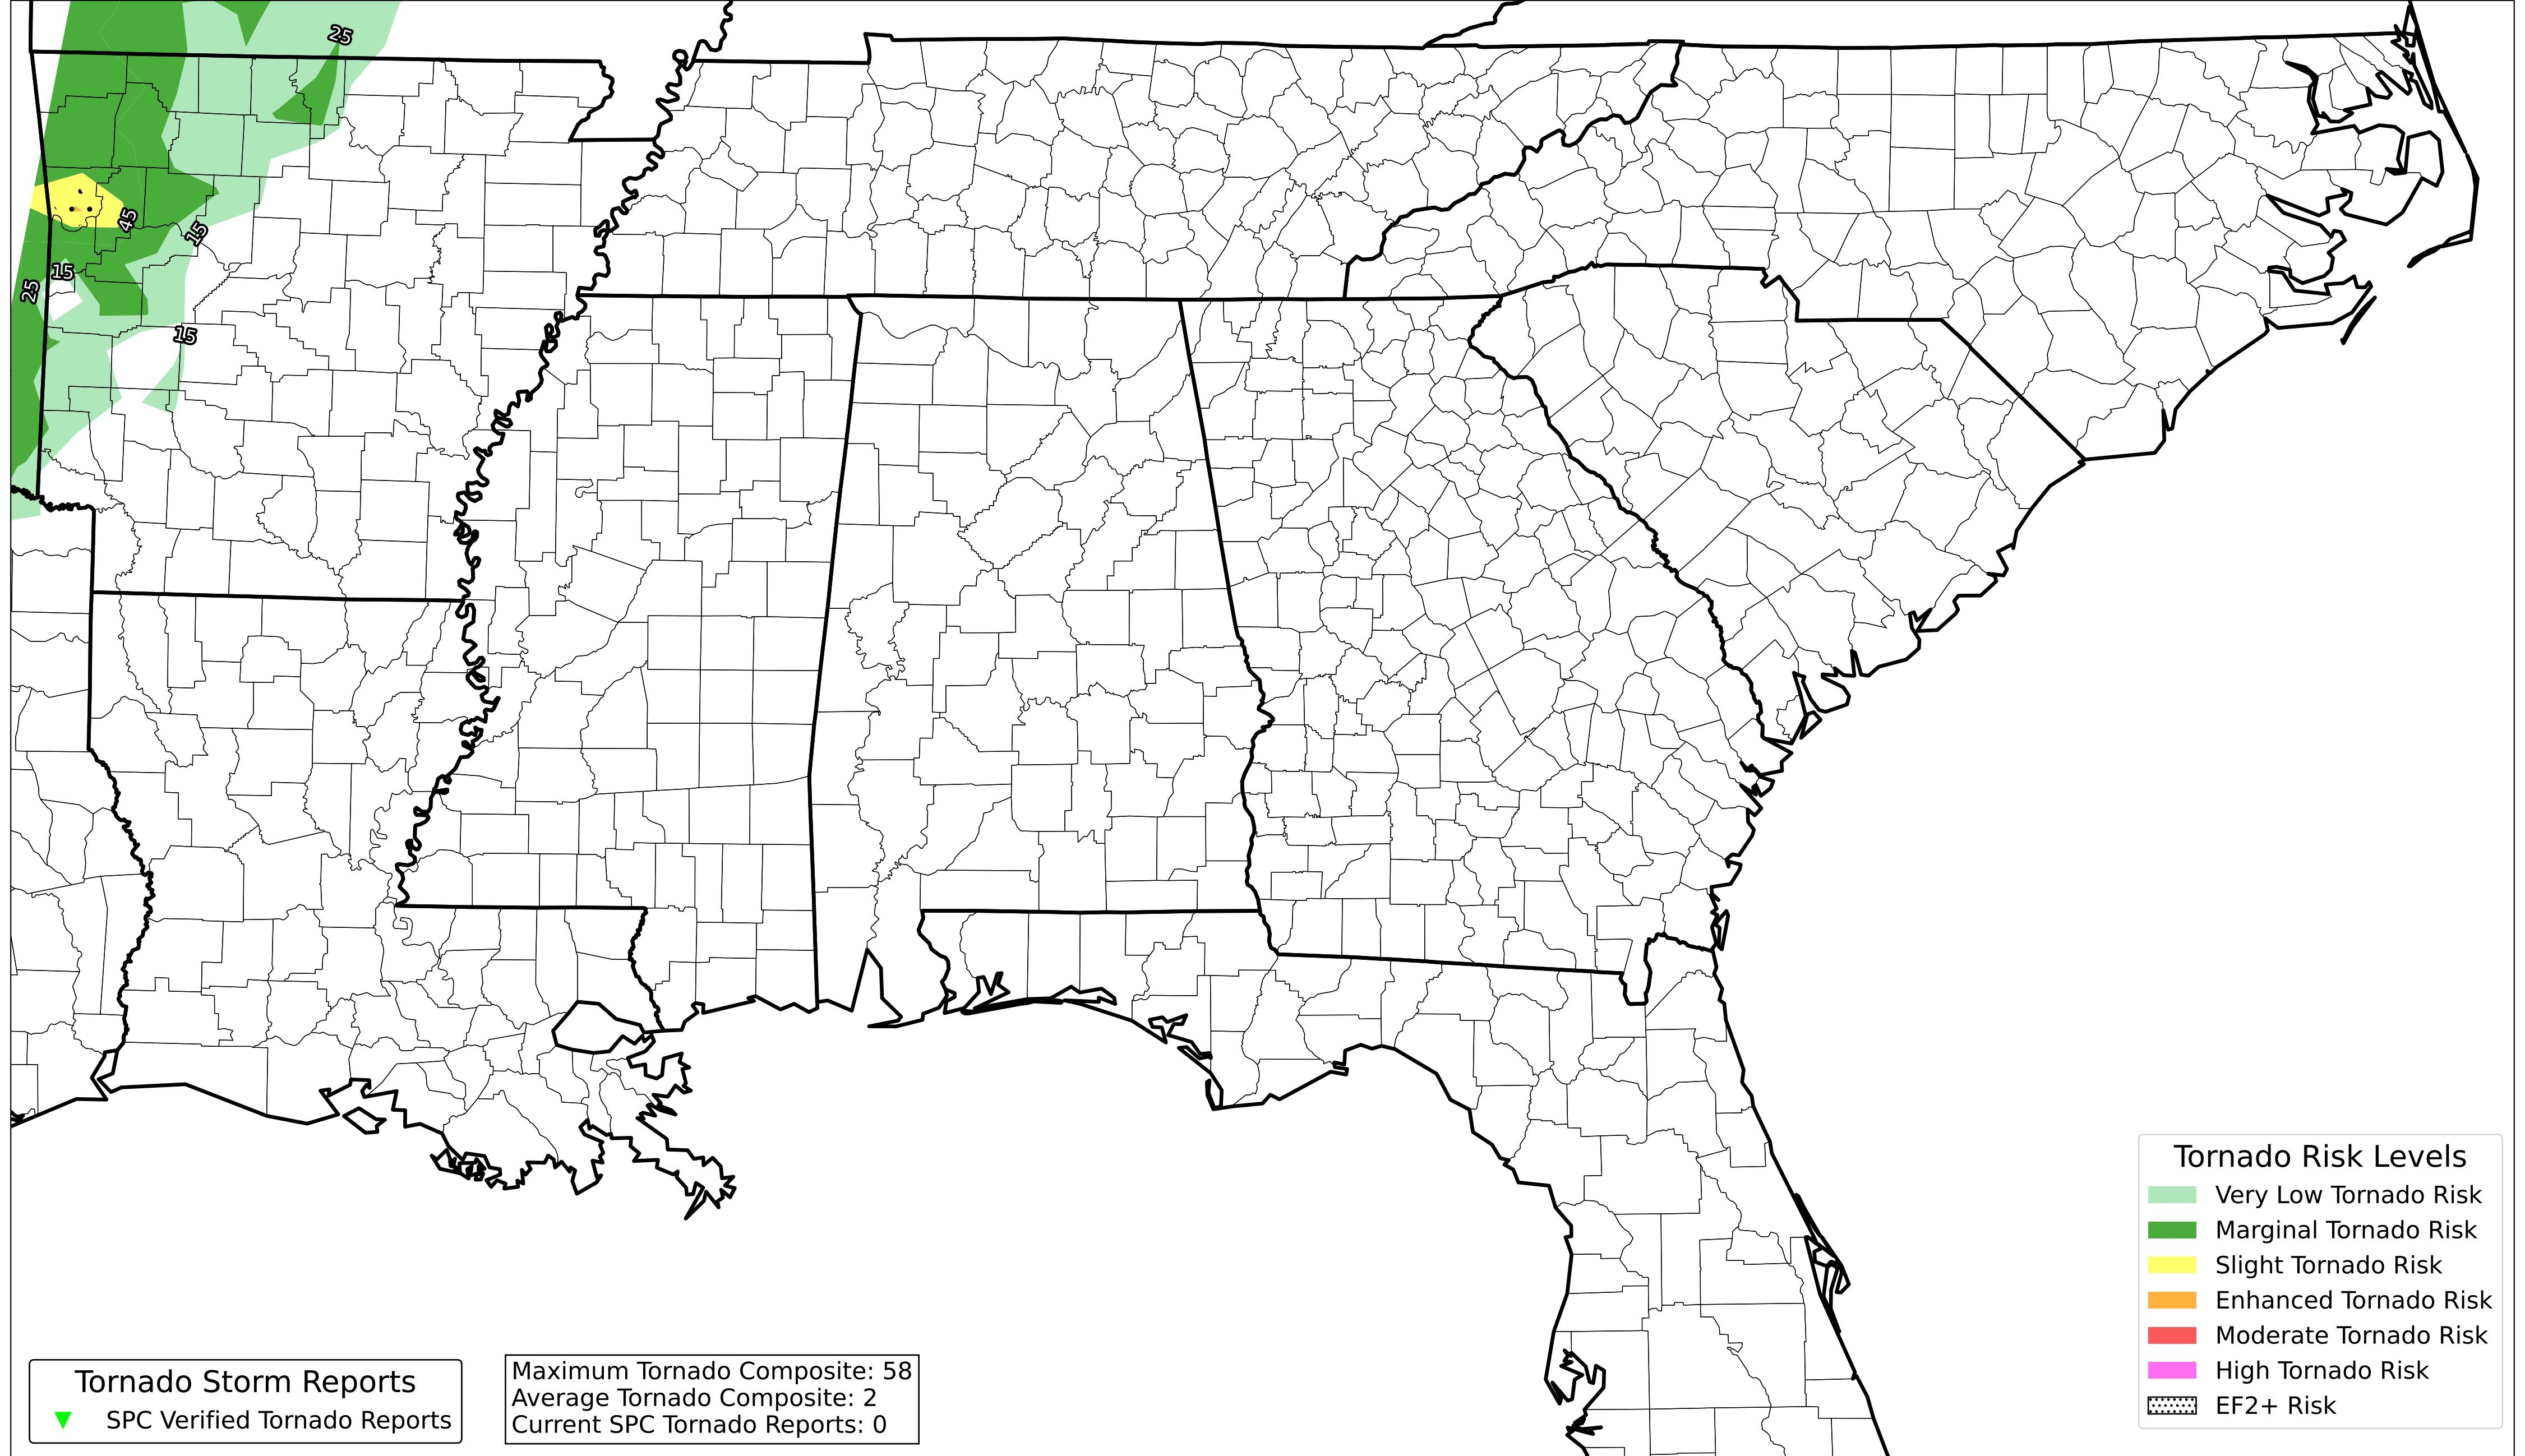 25
45
15
15
25
15
Tornado Risk Levels
Very Low Tornado Risk
Marginal Tornado Risk
Slight Tornado Risk
Enhanced Tornado Risk
Moderate Tornado Risk
High Tornado Risk
EF2+ Risk
Tornado Storm Reports
SPC Verified Tornado Reports
Maximum Tornado Composite: 58
Average Tornado Composite: 2
Current SPC Tornado Reports: 0